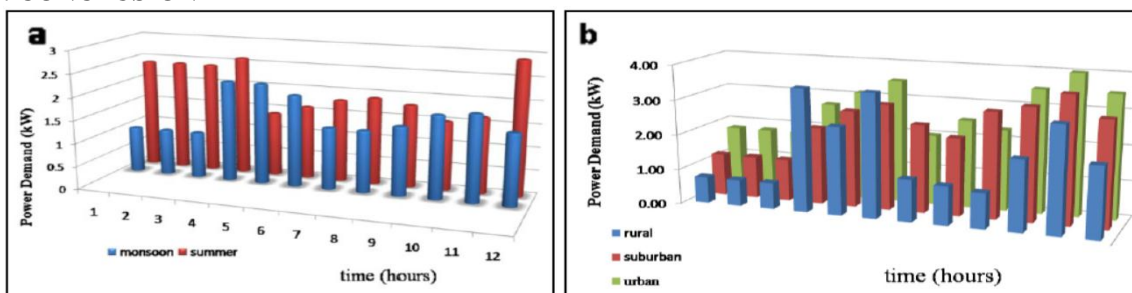 a
3
2.5
2
1.5
1
0.5
0
Power Demand (kW)
1 2 3 4 5 6 7 8 9 10 11 12
monsoon summer
time (hours)
b
4.00
3.00
2.00
1.00
0.00
Power Demand (kW)
rural
suburban
urban
time (hours)